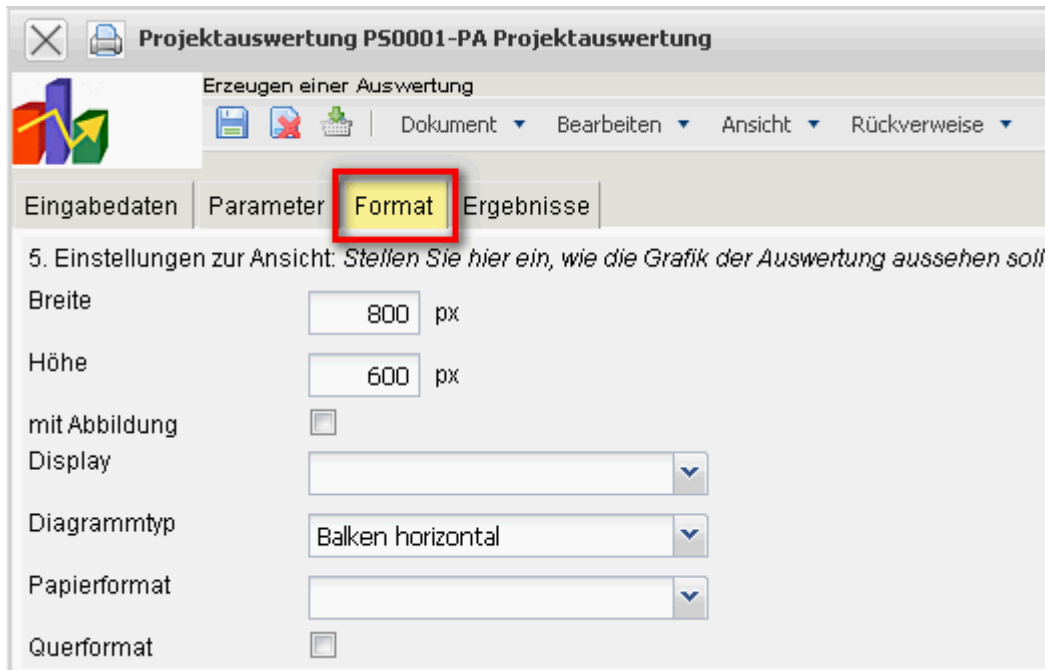 Projektauswertung PS0001-PA Projektauswertung
Erzeugen einer Auswertung
Dokument Bearbeiten Ansicht Rückverweise
Eingabedaten Parameter Format Ergebnisse
5. Einstellungen zur Ansicht: Stellen Sie hier ein, wie die Grafik der Auswertung aussehen soll
Breite 800 px
Höhe 600 px
mit Abbildung
Display
Diagrammtyp Balken horizontal
Papierformat
Querformat